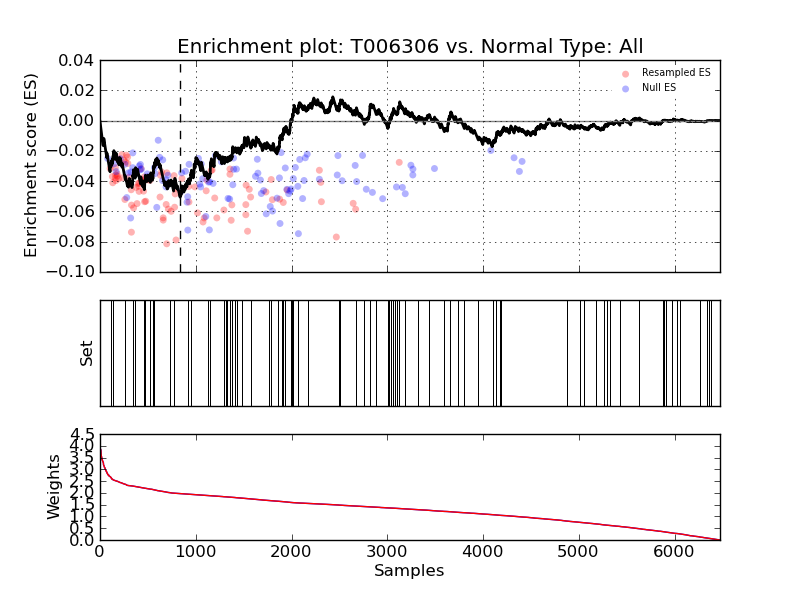 Enrichment plot: T006306 vs. Normal Type: All
Enrichment score (ES)
0.04
0.02
0.00
−0.02
−0.04
−0.06
−0.08
−0.10
Resampled ES
Null ES
Set
Weights
4.5
4.0
3.5
3.0
2.5
2.0
1.5
1.0
0.5
0.0
0 1000 2000 3000 4000 5000 6000
Samples